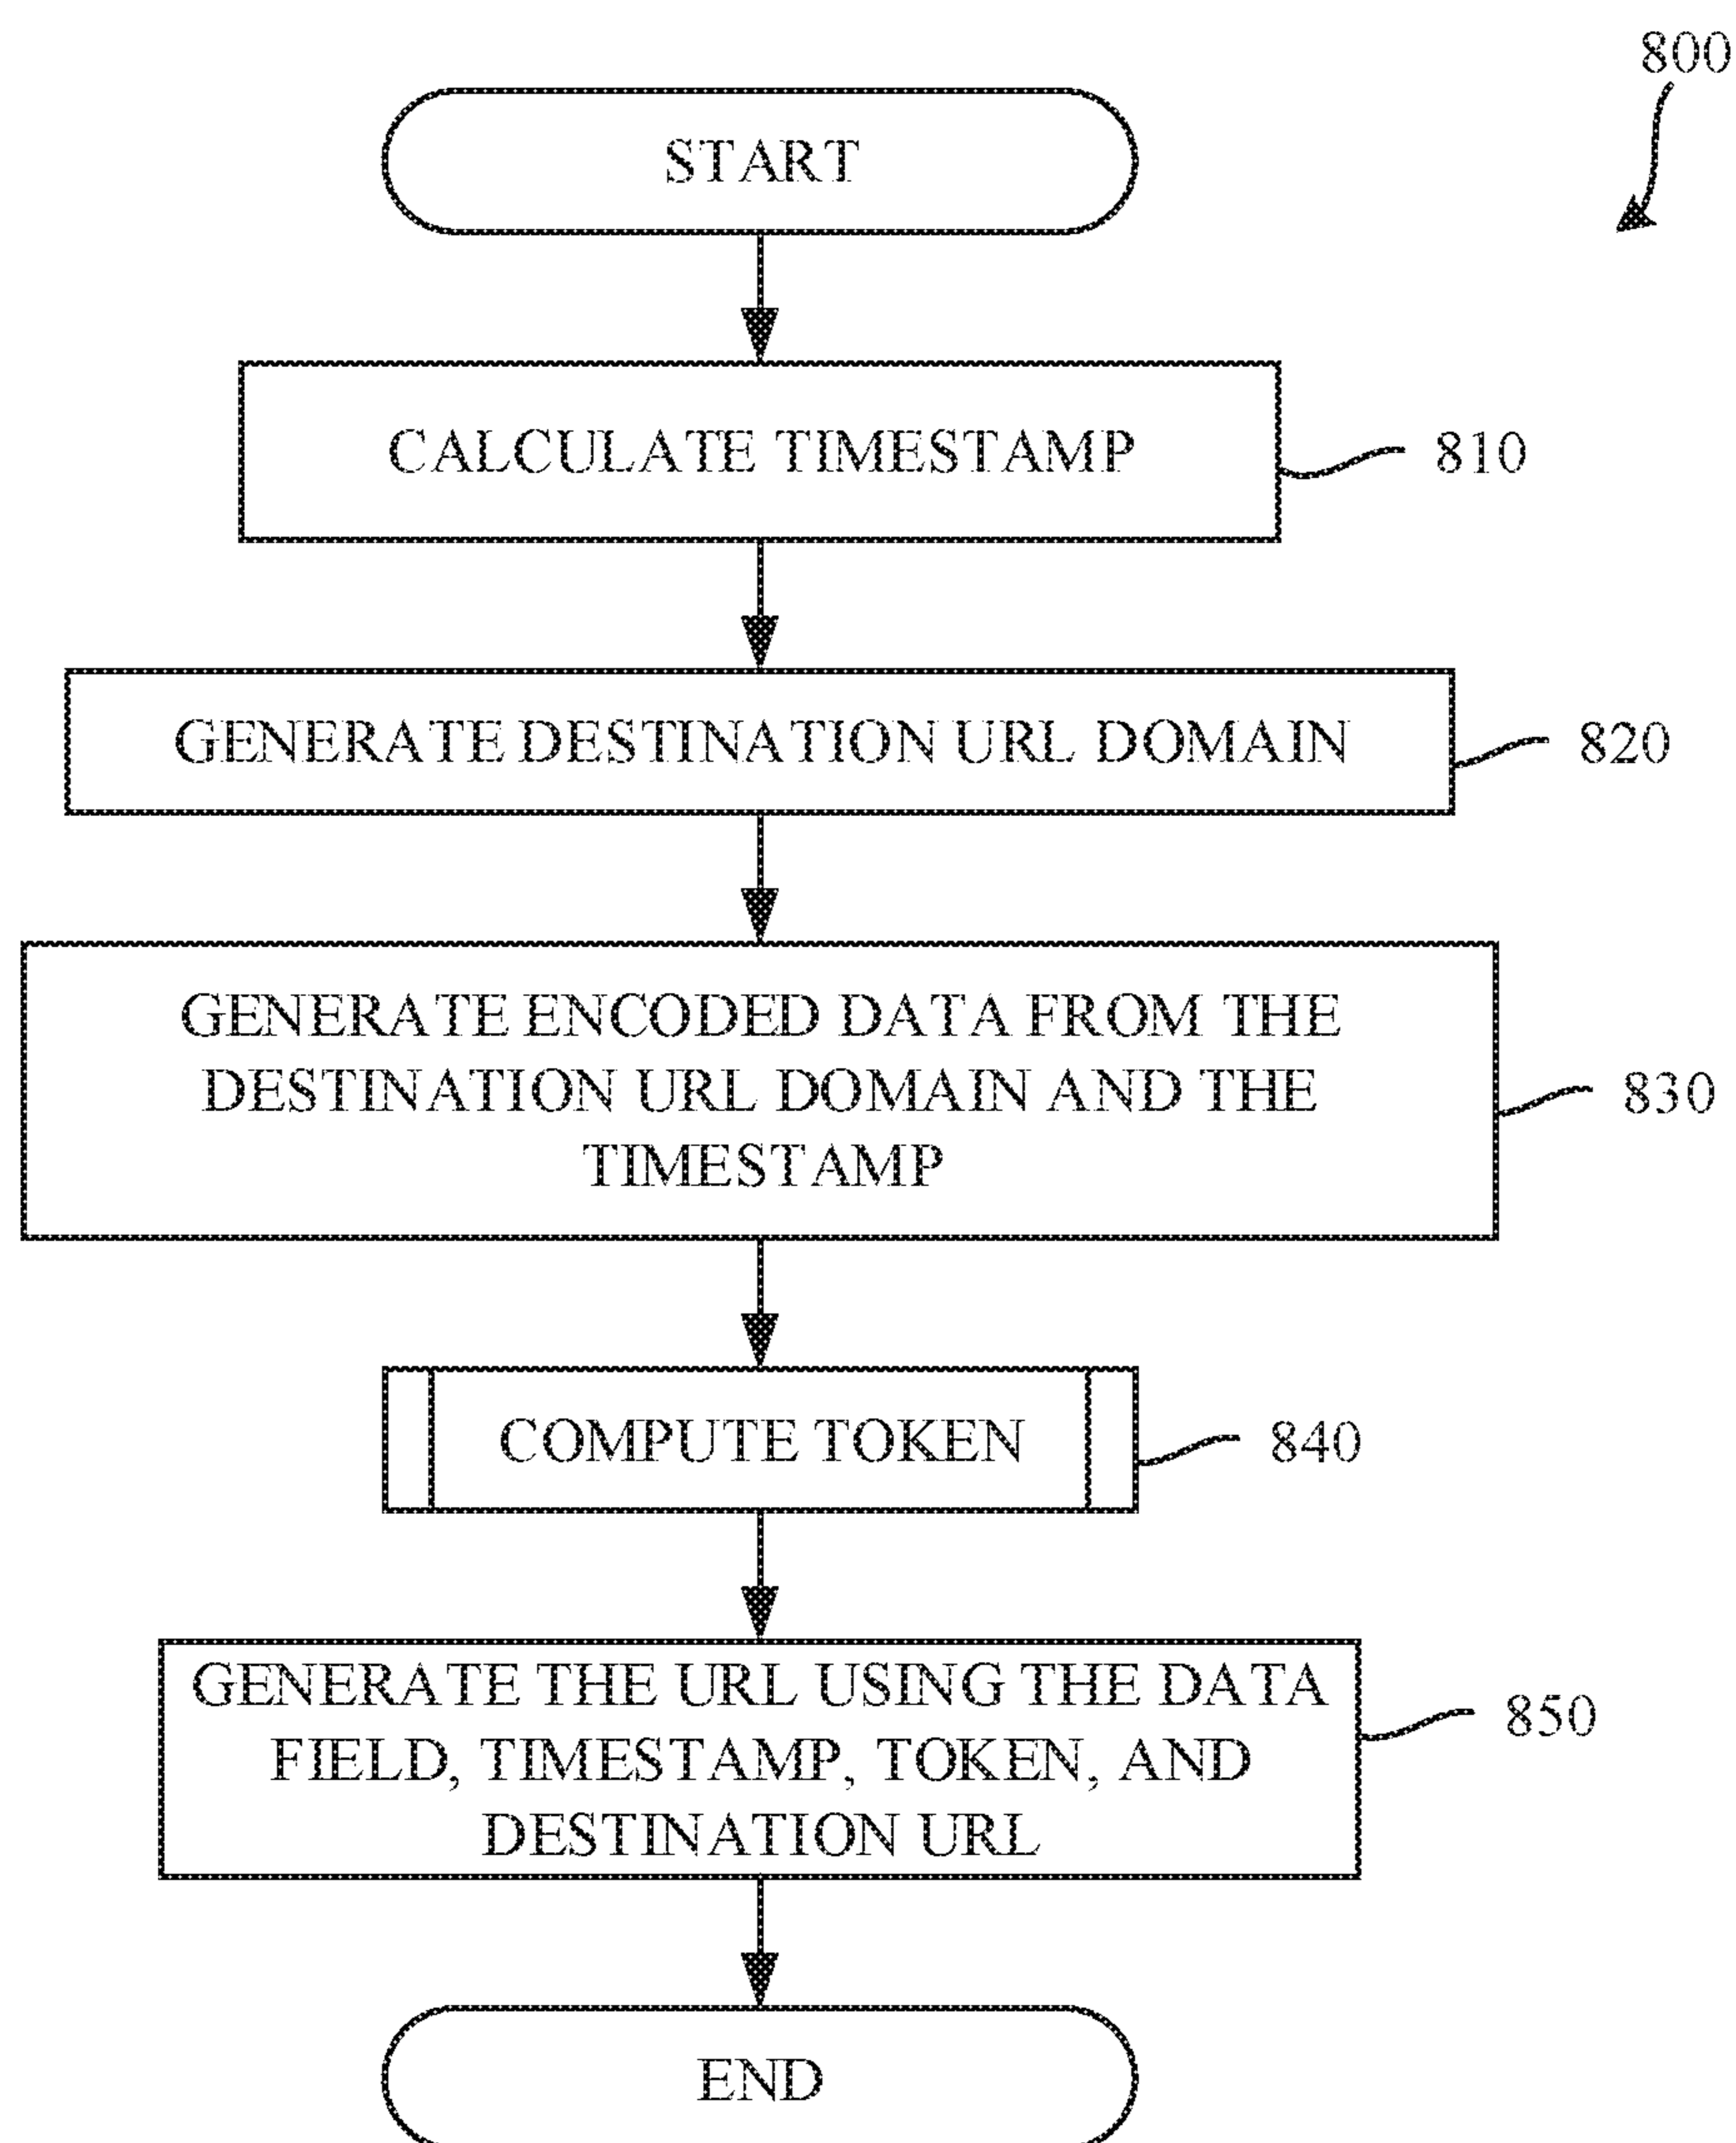 800
START
CALCULATE TIMESTAMP
810
GENERATE DESTINATION URL DOMAIN
820
GENERATE ENCODED DATA FROM THE
DESTINATION URL DOMAIN AND THE
TIMESTAMP
830
COMPUTE TOKEN
840
GENERATE THE URL USING THE DATA
FIELD, TIMESTAMP, TOKEN, AND
DESTINATION URL
850
END